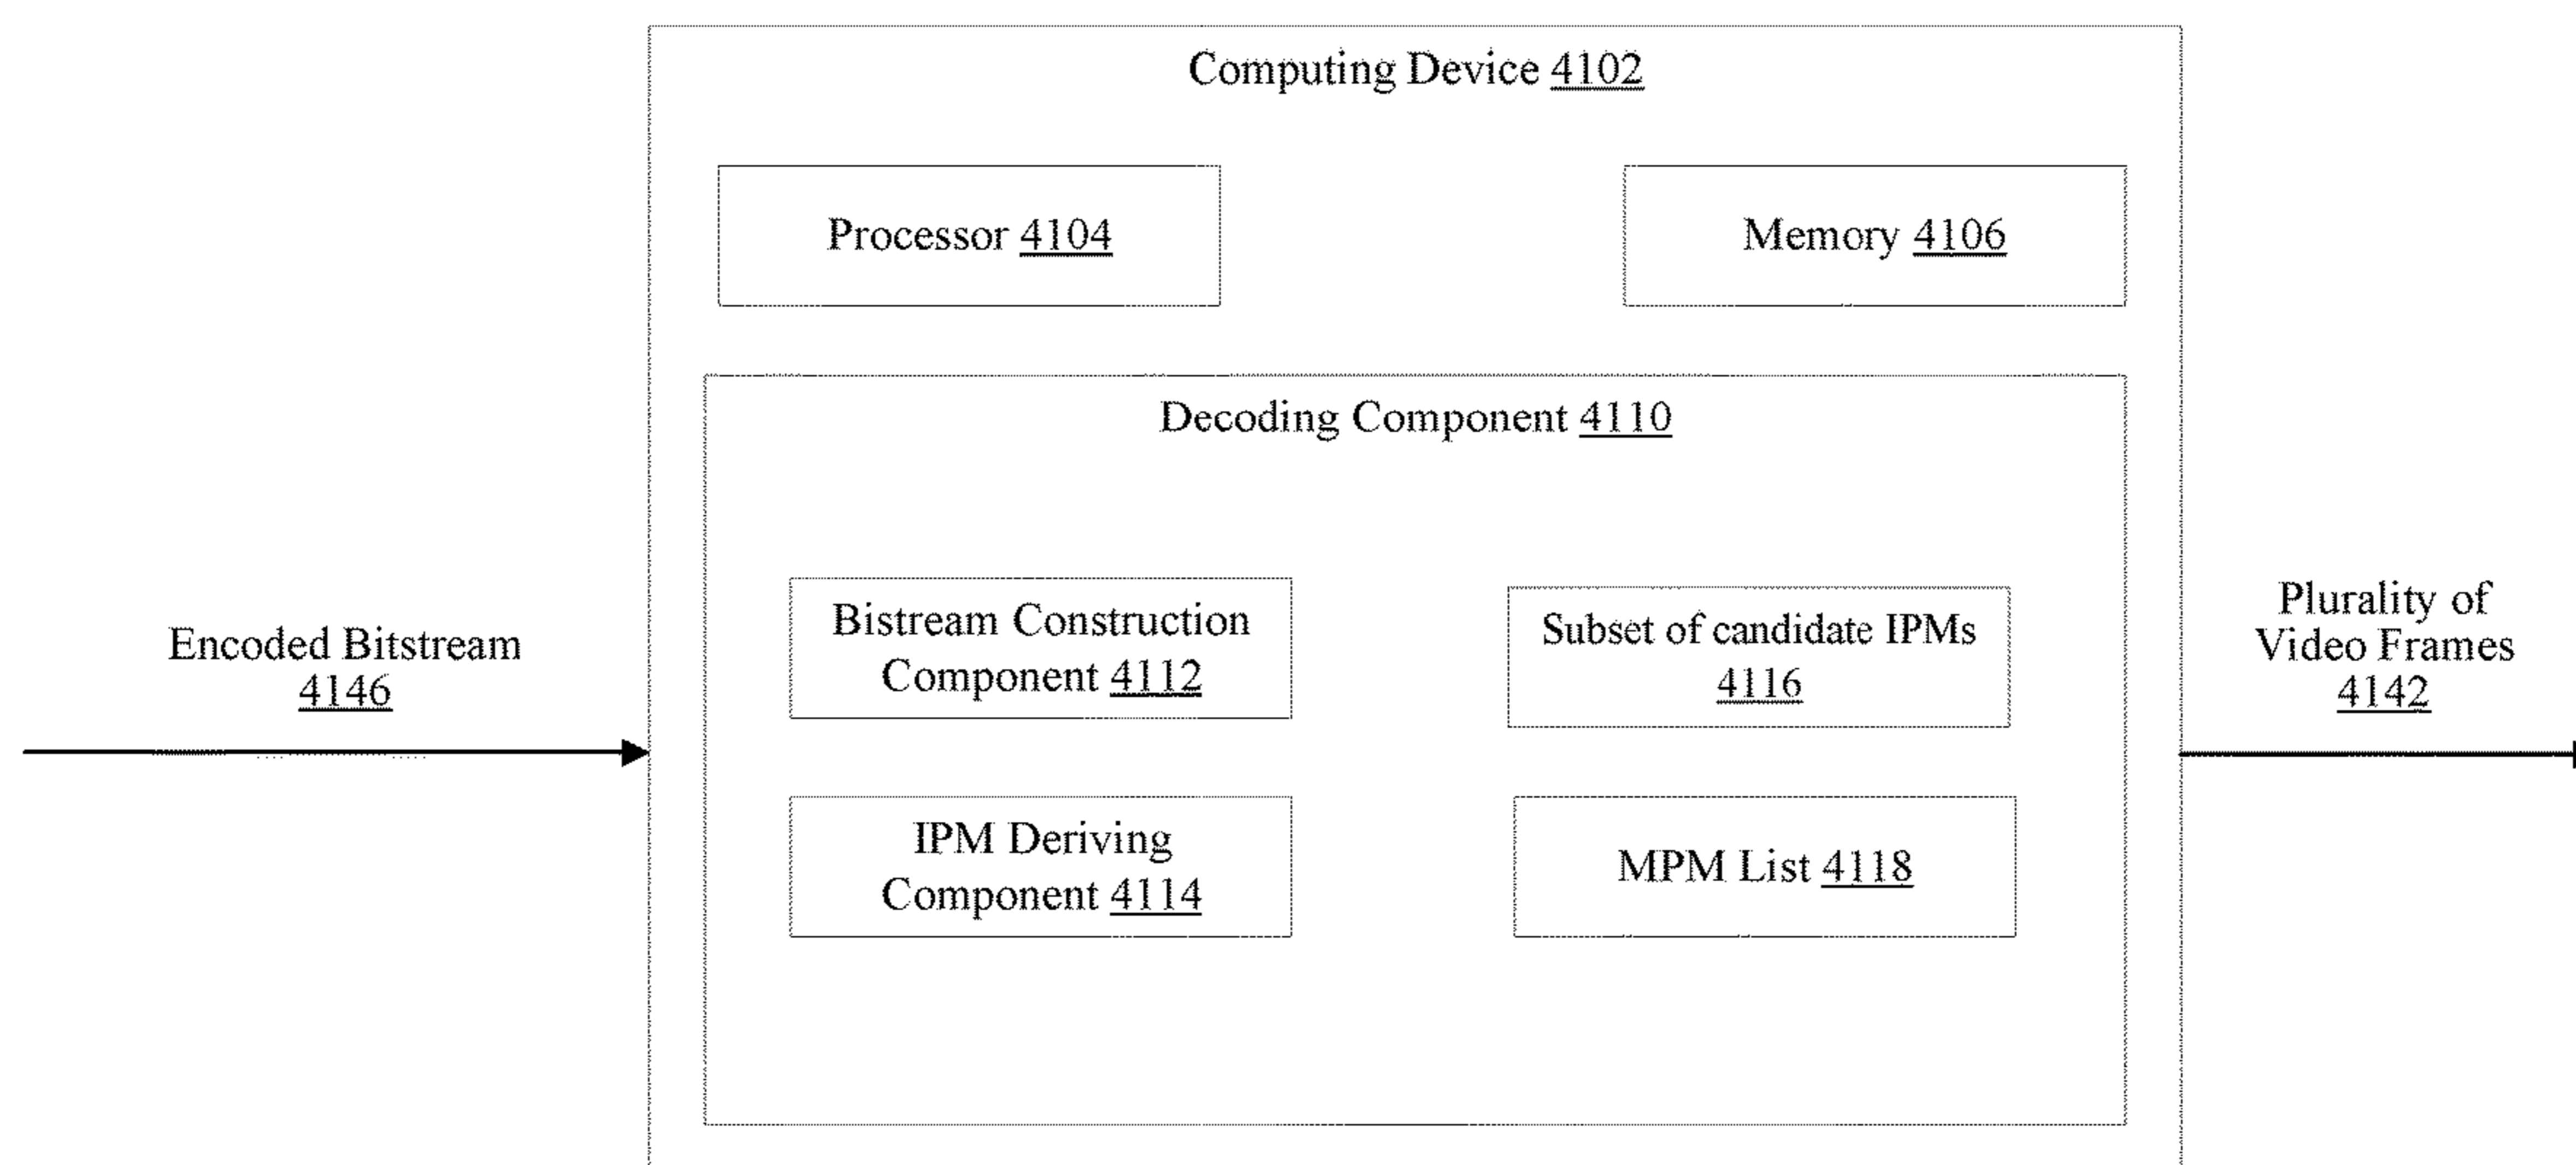 Computing Device 4102
Processor 4104
Memory 4106
Decoding Component 4110
Bistream Construction
Component 4112
Subset of candidate IPMs
4116
IPM Deriving
Component 4114
MPM List 4118
Encoded Bitstream
4146
Plurality of
Video Frames
4142